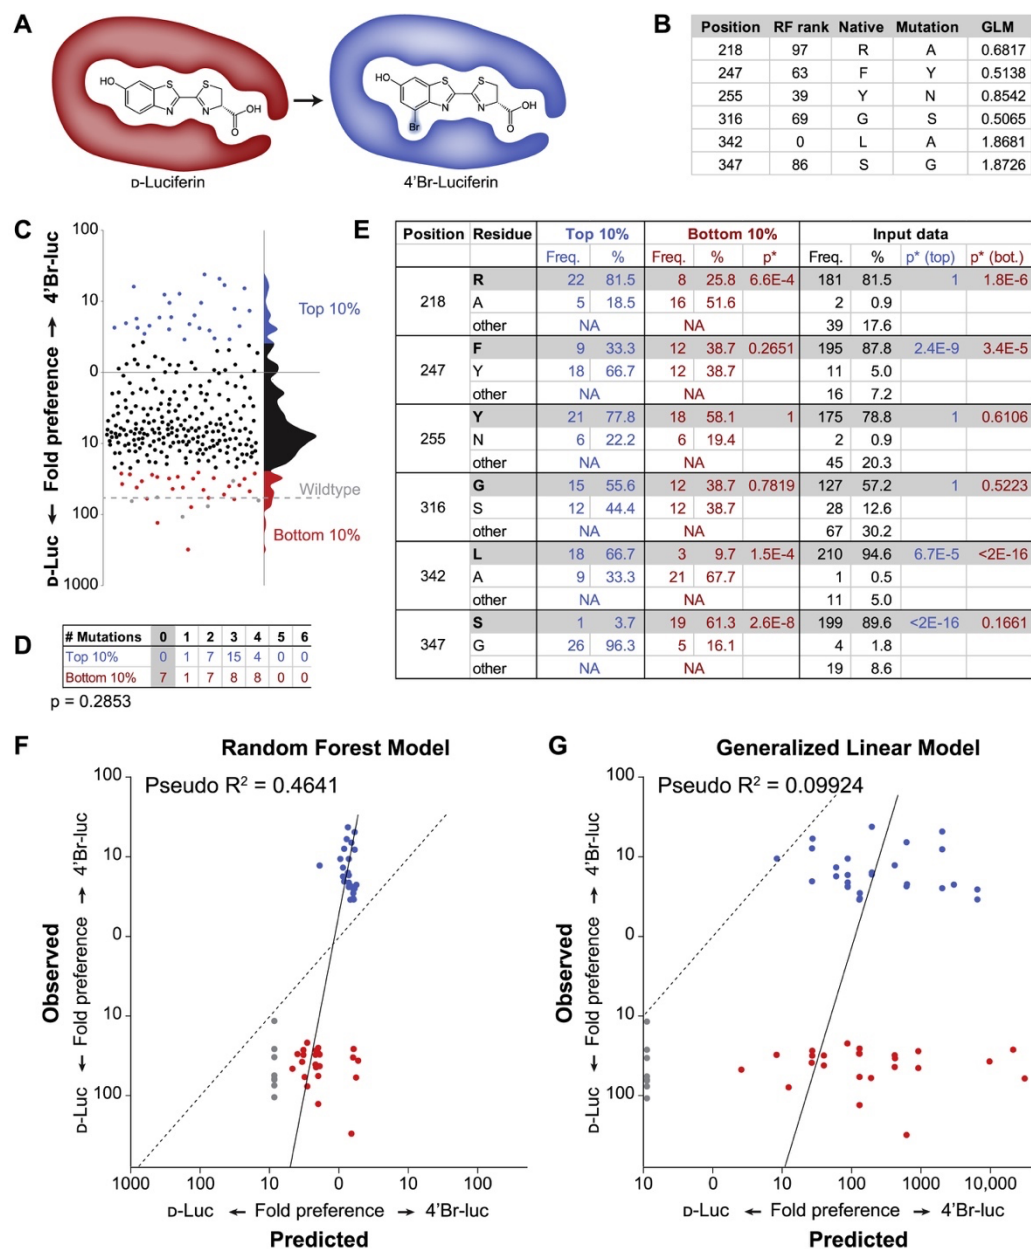 A
HO
S
N
S
N
OH
O
D-Luciferin
HO
S
N
S
N
OH
O
Br
4'Br-Luciferin
B
Position RF rank Native Mutation GLM
218 97 R A 0.6817
247 63 F Y 0.5138
255 39 Y N 0.8542
316 69 G S 0.5065
342 0 L A 1.8681
347 86 S G 1.8726
C
D-Luc ← Fold preference → 4'Br-luc
100
10
0
10
100
1000
Top 10%
Wildtype
Bottom 10%
D
# Mutations 0 1 2 3 4 5 6
Top 10% 0 1 7 15 4 0 0
Bottom 10% 7 1 7 8 8 0 0
p = 0.2853
E
Position Residue Top 10% Bottom 10% Input data
Freq. % Freq. % p* Freq. % p* (top) p* (bot.)
218 R 22 81.5 8 25.8 6.6E-4 181 81.5 1 1.8E-6
A 5 18.5 16 51.6 2 0.9
other NA NA 39 17.6
247 F 9 33.3 12 38.7 0.2651 195 87.8 2.4E-9 3.4E-5
Y 18 66.7 12 38.7 11 5.0
other NA NA 16 7.2
255 Y 21 77.8 18 58.1 1 175 78.8 1 0.6106
N 6 22.2 6 19.4 2 0.9
other NA NA 45 20.3
316 G 15 55.6 12 38.7 0.7819 127 57.2 1 0.5223
S 12 44.4 12 38.7 28 12.6
other NA NA 67 30.2
342 L 18 66.7 3 9.7 1.5E-4 210 94.6 6.7E-5 <2E-16
A 9 33.3 21 67.7 1 0.5
other NA NA 11 5.0
347 S 1 3.7 19 61.3 2.6E-8 199 89.6 <2E-16 0.1661
G 26 96.3 5 16.1 4 1.8
other NA NA 19 8.6
F
Random Forest Model
Pseudo R² = 0.4641
Observed
D-Luc ← Fold preference → 4'Br-luc
100
10
0
10
100
1000 100 10 0 10 100
D-Luc ← Fold preference → 4'Br-luc
Predicted
G
Generalized Linear Model
Pseudo R² = 0.09924
Observed
D-Luc ← Fold preference → 4'Br-luc
100
10
0
10
100
10 0 10 100 1000 10,000
D-Luc ← Fold preference → 4'Br-luc
Predicted